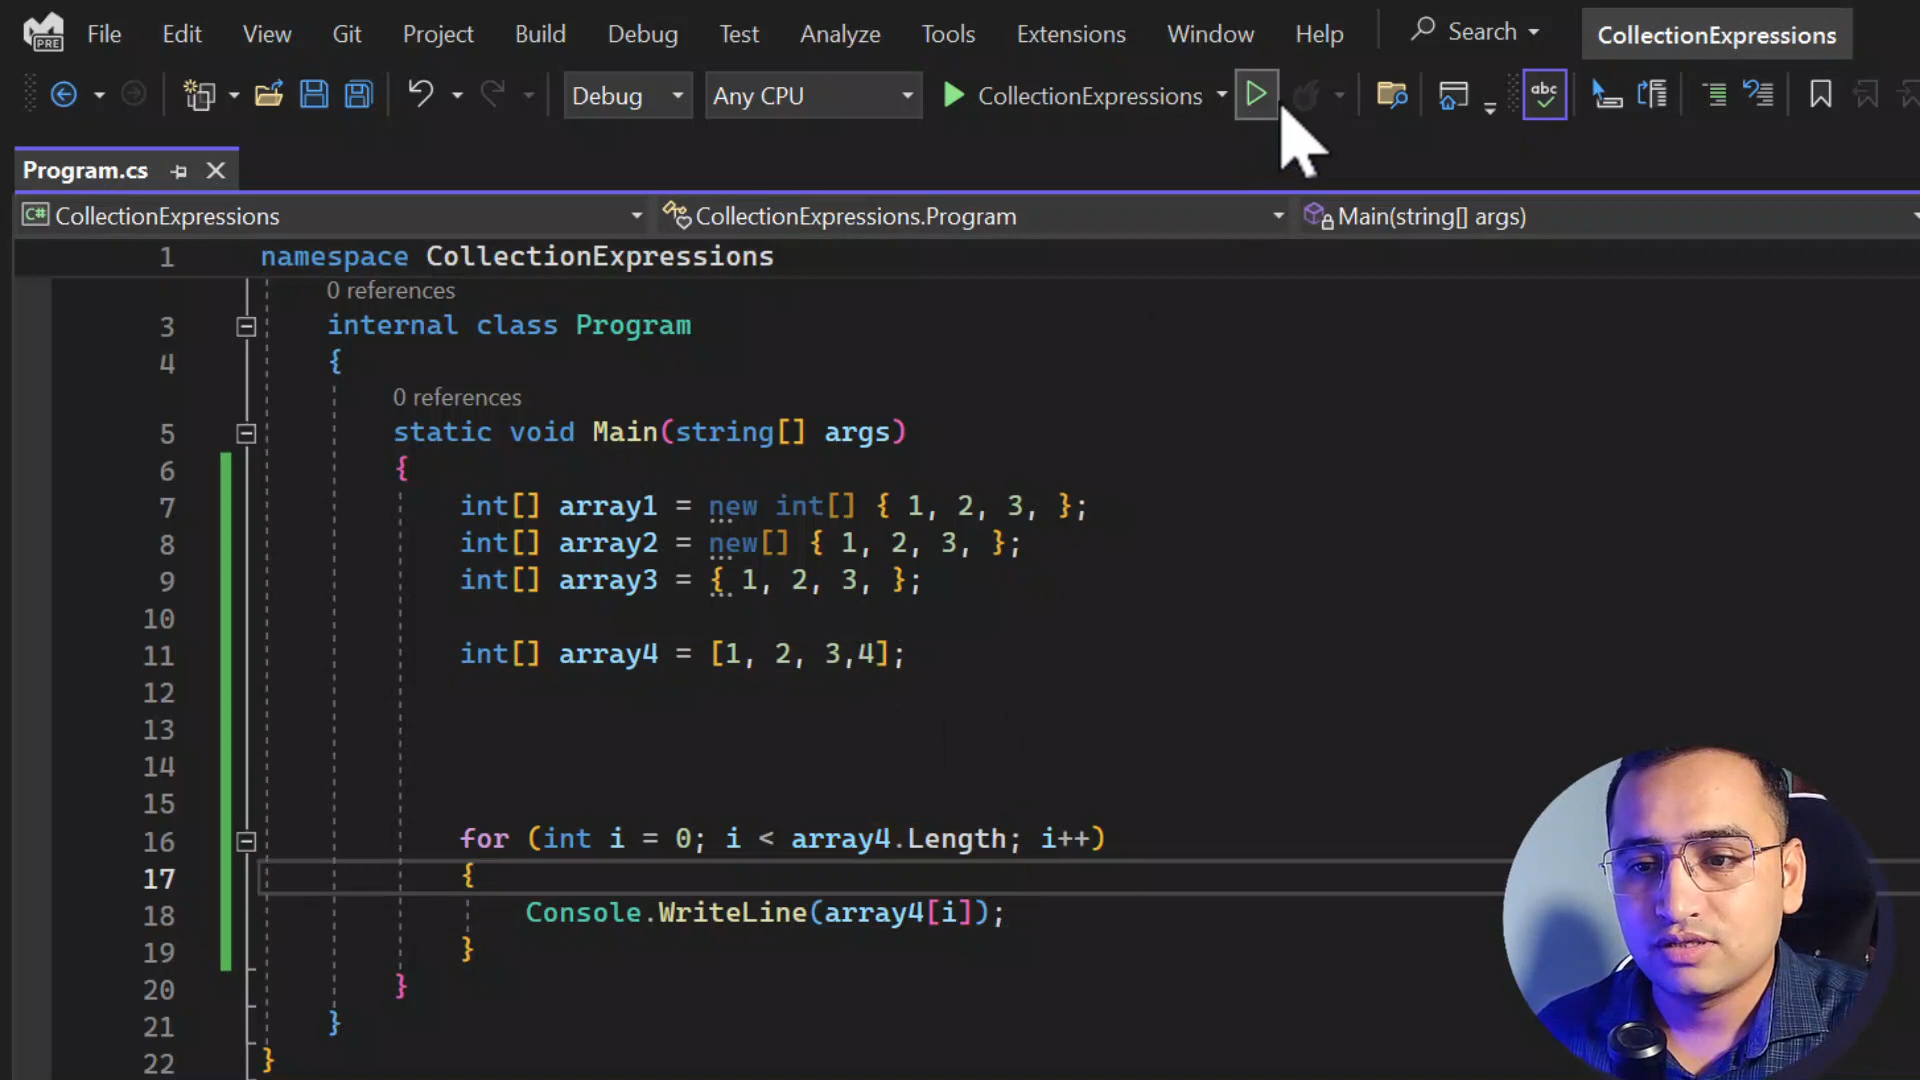 PRE File Edit View Git Project Build Debug Test Analyze Tools Extensions Window Help Search CollectionExpressions
Debug Any CPU CollectionExpressions abc
Program.cs
C# CollectionExpressions CollectionExpressions.Program Main(string[] args)
1 namespace CollectionExpressions
0 references
3 internal class Program
4 {
0 references
5 static void Main(string[] args)
6 {
7 int[] array1 = new int[] { 1, 2, 3, };
8 int[] array2 = new[] { 1, 2, 3, };
9 int[] array3 = { 1, 2, 3, };
10
11 int[] array4 = [1, 2, 3,4];
12
13
14
15
16 for (int i = 0; i < array4.Length; i++)
17 {
18 Console.WriteLine(array4[i]);
19 }
20 }
21 }
22 }